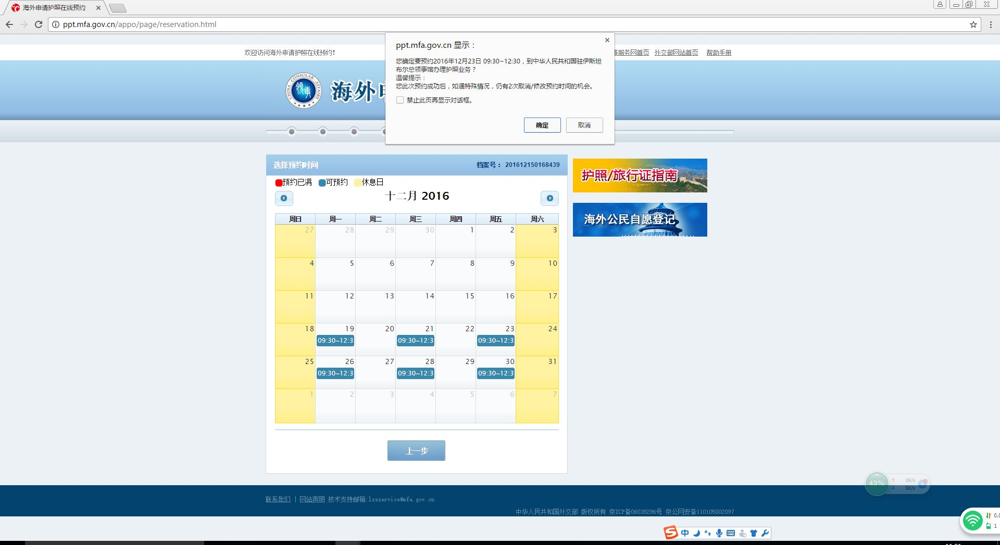 海外申请护照在线预约
ppt.mfa.gov.cn/appo/page/reservation.html
欢迎访问海外申请护照在线预约!
事服务网首页 外交部网站首页 帮助手册
ppt.mfa.gov.cn 显示：
您确定要预约2016年12月23日 09:30~12:30，到中华人民共和国驻伊斯坦
布尔总领事馆办理护照业务？
温馨提示：
您此次预约成功后，如遇特殊情况，仍有2次取消/修改预约时间的机会。
禁止此页再显示对话框。
确定 取消
CHINA CONSULAR AFFAIRS
领事
海外申
选择预约时间 档案号： 201612150168439
预约已满 可预约 休息日
十二月 2016
周日 周一 周二 周三 周四 周五 周六
27 28 29 30 1 2 3
4 5 6 7 8 9 10
11 12 13 14 15 16 17
18 19 20 21 22 23 24
09:30~12:3 09:30~12:3 09:30~12:3
25 26 27 28 29 30 31
09:30~12:3 09:30~12:3 09:30~12:3
1 2 3 4 5 6 7
上一步
护照/旅行证指南
海外公民自愿登记
联系我们 | 网站声明 技术支持邮箱:lssservice@mfa.gov.cn
中华人民共和国外交部 版权所有 京ICP备06038296号 京公网安备110105002097
43% 0K/s
0K/s
0.0
1
S 中